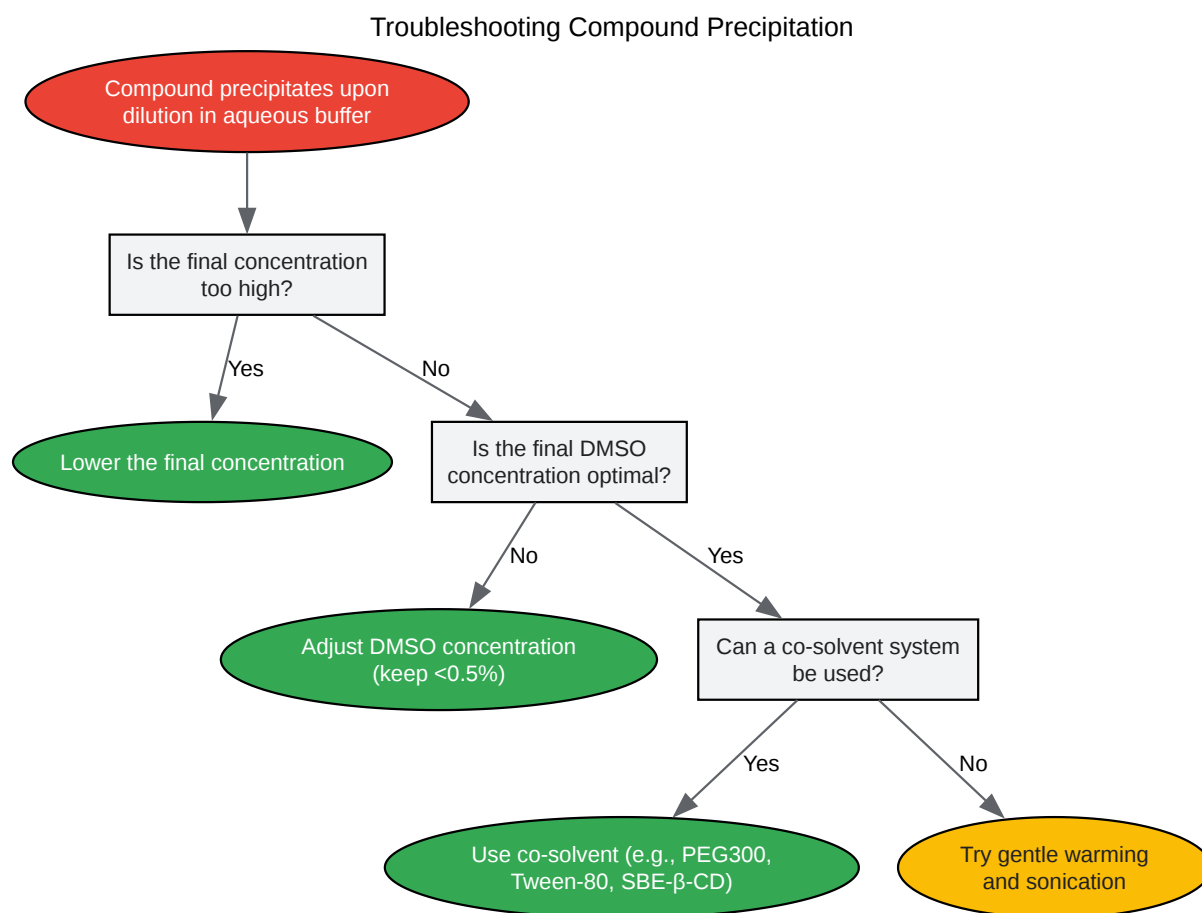 Troubleshooting Compound Precipitation
Compound precipitates upon
dilution in aqueous buffer
Is the final concentration
too high?
Yes
No
Lower the final concentration
Is the final DMSO
concentration optimal?
No
Yes
Adjust DMSO concentration
(keep <0.5%)
Can a co-solvent system
be used?
Yes
No
Use co-solvent (e.g., PEG300,
Tween-80, SBE-β-CD)
Try gentle warming
and sonication